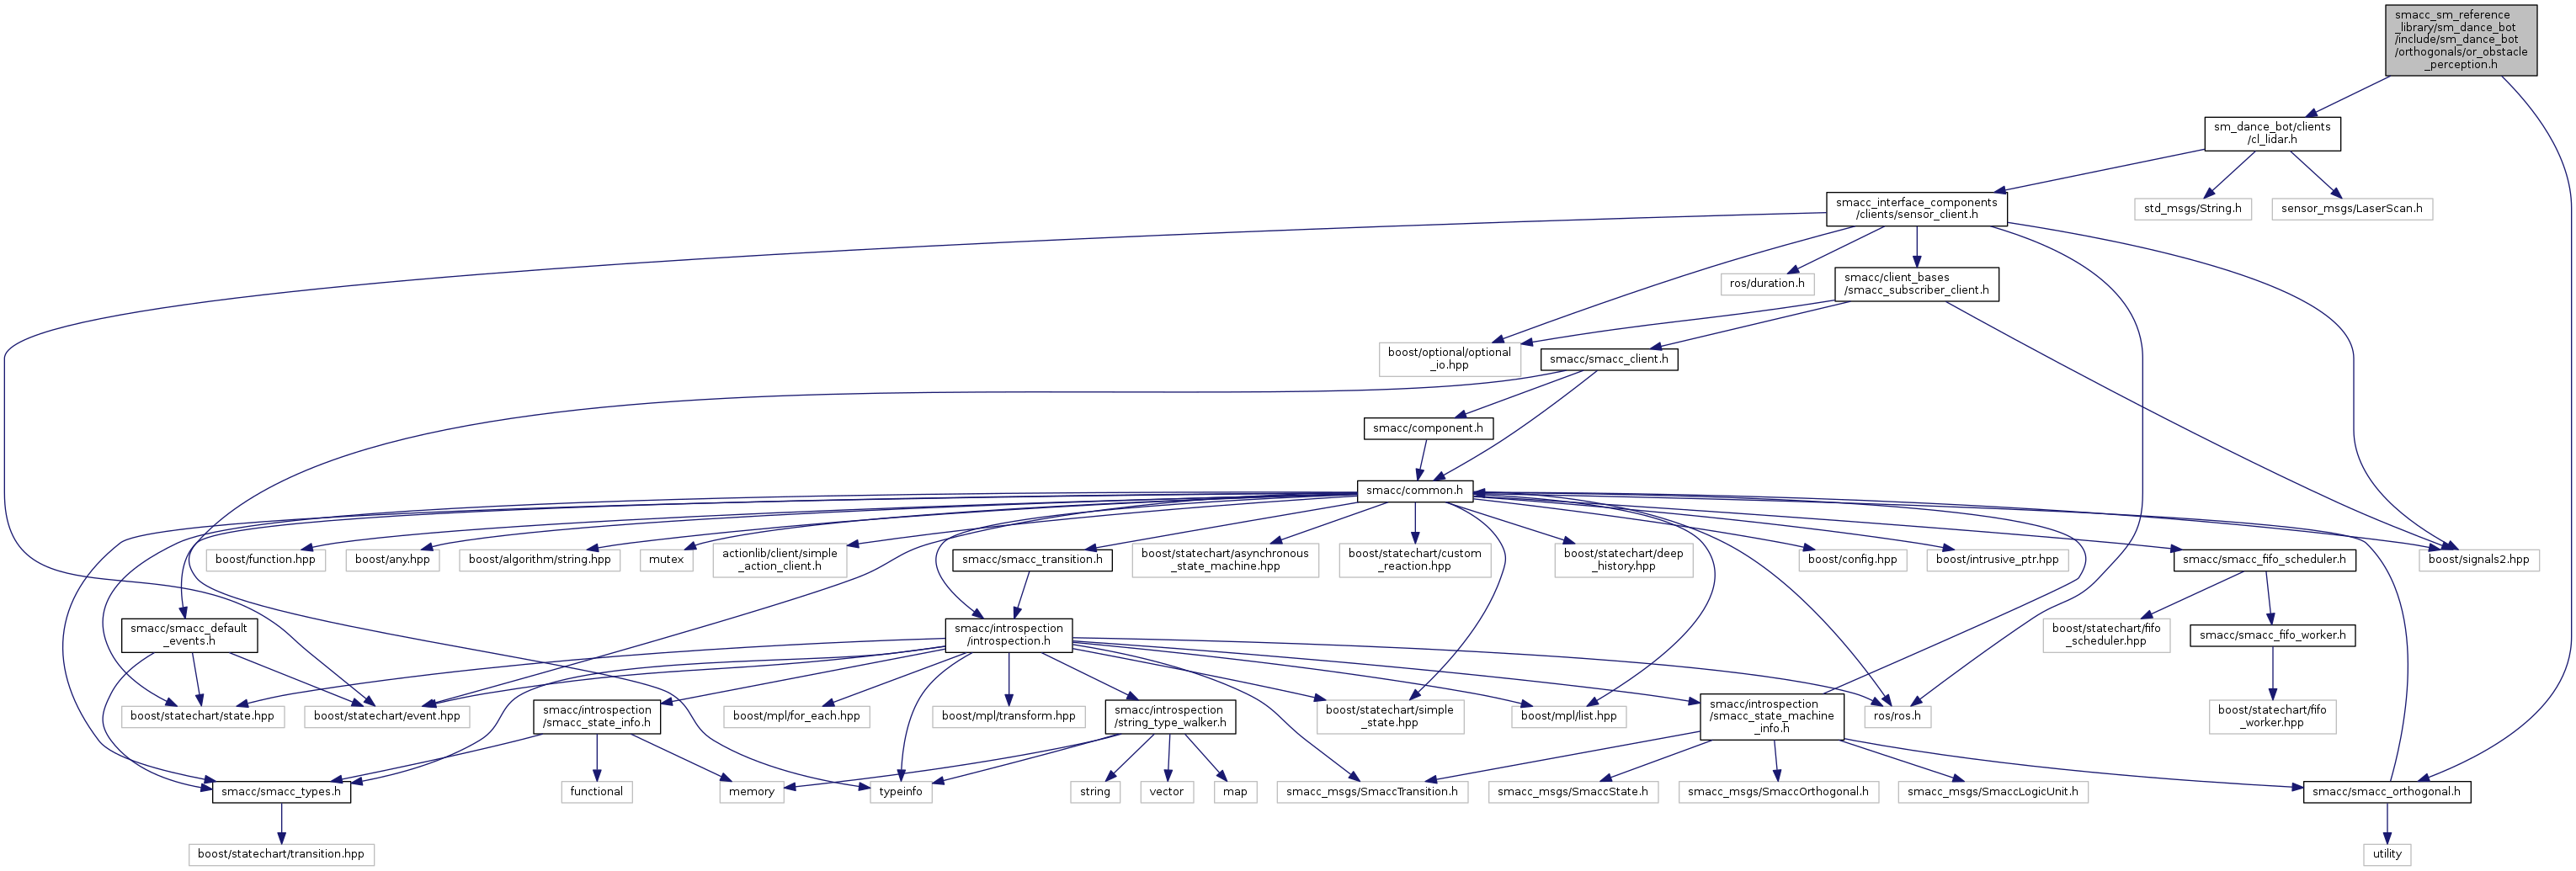 smacc_sm_reference
_library/sm_dance_bot
/include/sm_dance_bot
/orthogonals/or_obstacle
_perception.h
sm_dance_bot/clients
/cl_lidar.h
smacc_interface_components
/clients/sensor_client.h
std_msgs/String.h
sensor_msgs/LaserScan.h
ros/duration.h
smacc/client_bases
/smacc_subscriber_client.h
boost/optional/optional
_io.hpp
smacc/smacc_client.h
smacc/component.h
smacc/common.h
boost/function.hpp
boost/any.hpp
boost/algorithm/string.hpp
mutex
actionlib/client/simple
_action_client.h
smacc/smacc_transition.h
boost/statechart/asynchronous
_state_machine.hpp
boost/statechart/custom
_reaction.hpp
boost/statechart/deep
_history.hpp
boost/config.hpp
boost/intrusive_ptr.hpp
smacc/smacc_fifo_scheduler.h
boost/signals2.hpp
smacc/smacc_default
_events.h
smacc/introspection
/introspection.h
boost/statechart/fifo
_scheduler.hpp
smacc/smacc_fifo_worker.h
boost/statechart/state.hpp
boost/statechart/event.hpp
smacc/introspection
/smacc_state_info.h
boost/mpl/for_each.hpp
boost/mpl/transform.hpp
smacc/introspection
/string_type_walker.h
boost/statechart/simple
_state.hpp
boost/mpl/list.hpp
smacc/introspection
/smacc_state_machine
_info.h
ros/ros.h
boost/statechart/fifo
_worker.hpp
smacc/smacc_types.h
functional
memory
typeinfo
string
vector
map
smacc_msgs/SmaccTransition.h
smacc_msgs/SmaccState.h
smacc_msgs/SmaccOrthogonal.h
smacc_msgs/SmaccLogicUnit.h
smacc/smacc_orthogonal.h
boost/statechart/transition.hpp
utility